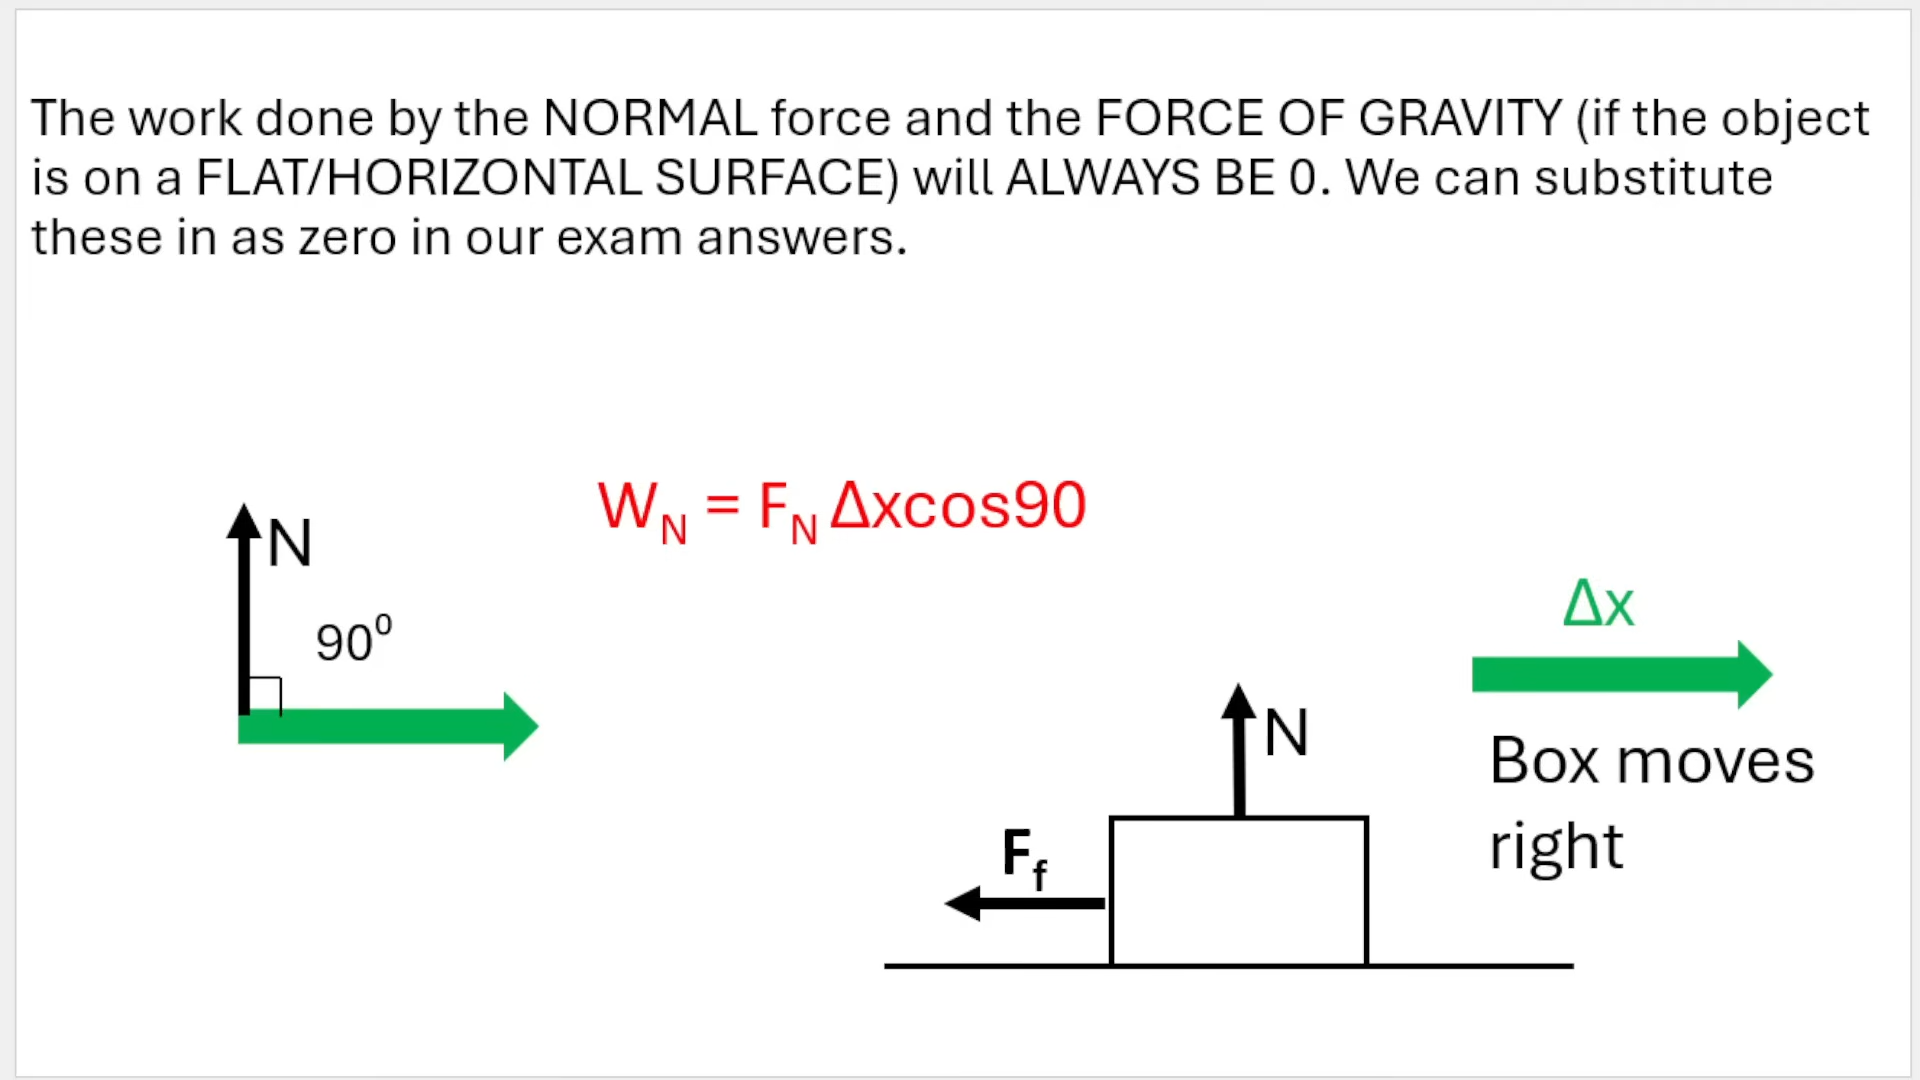 The work done by the NORMAL force and the FORCE OF GRAVITY (if the object
is on a FLAT/HORIZONTAL SURFACE) will ALWAYS BE 0. We can substitute
these in as zero in our exam answers.
W_N = F_N Δxcos90
N
90⁰
Δx
N
Box moves
right
F_f